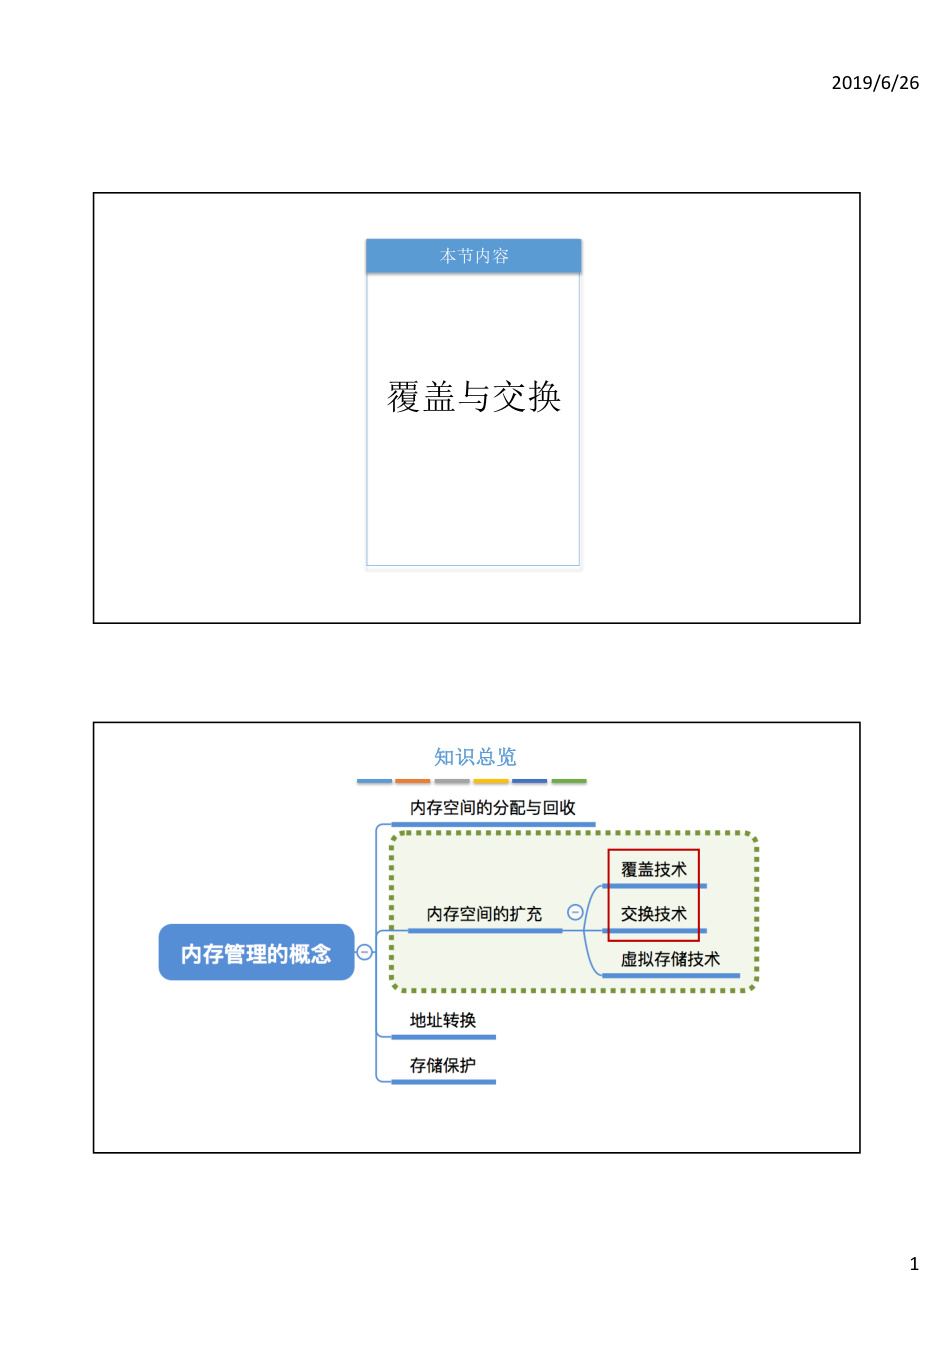 2019/6/26
本节内容
覆盖与交换
知识总览
内存空间的分配与回收
覆盖技术
内存空间的扩充
交换技术
内存管理的概念
虚拟存储技术
地址转换
存储保护
1